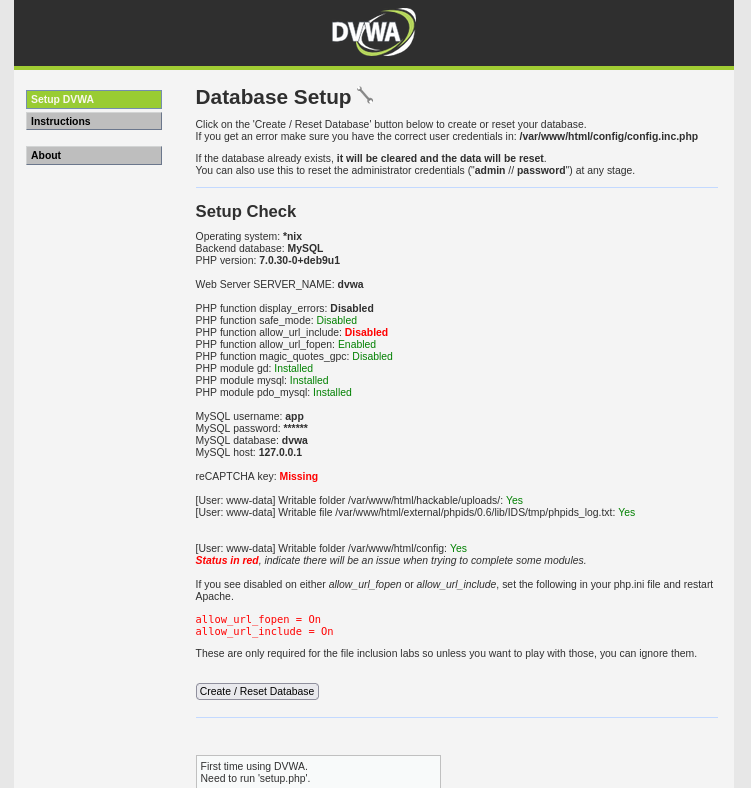 DVWA
Setup DVWA
Instructions
About
Database Setup
Click on the 'Create / Reset Database' button below to create or reset your database.
If you get an error make sure you have the correct user credentials in: /var/www/html/config/config.inc.php
If the database already exists, it will be cleared and the data will be reset.
You can also use this to reset the administrator credentials ("admin // password") at any stage.
Setup Check
Operating system: *nix
Backend database: MySQL
PHP version: 7.0.30-0+deb9u1
Web Server SERVER_NAME: dvwa
PHP function display_errors: Disabled
PHP function safe_mode: Disabled
PHP function allow_url_include: Disabled
PHP function allow_url_fopen: Enabled
PHP function magic_quotes_gpc: Disabled
PHP module gd: Installed
PHP module mysql: Installed
PHP module pdo_mysql: Installed
MySQL username: app
MySQL password: ******
MySQL database: dvwa
MySQL host: 127.0.0.1
reCAPTCHA key: Missing
[User: www-data] Writable folder /var/www/html/hackable/uploads/: Yes
[User: www-data] Writable file /var/www/html/external/phpids/0.6/lib/IDS/tmp/phpids_log.txt: Yes
[User: www-data] Writable folder /var/www/html/config: Yes
Status in red, indicate there will be an issue when trying to complete some modules.
If you see disabled on either allow_url_fopen or allow_url_include, set the following in your php.ini file and restart
Apache.
allow_url_fopen = On
allow_url_include = On
These are only required for the file inclusion labs so unless you want to play with those, you can ignore them.
Create / Reset Database
First time using DVWA.
Need to run 'setup.php'.